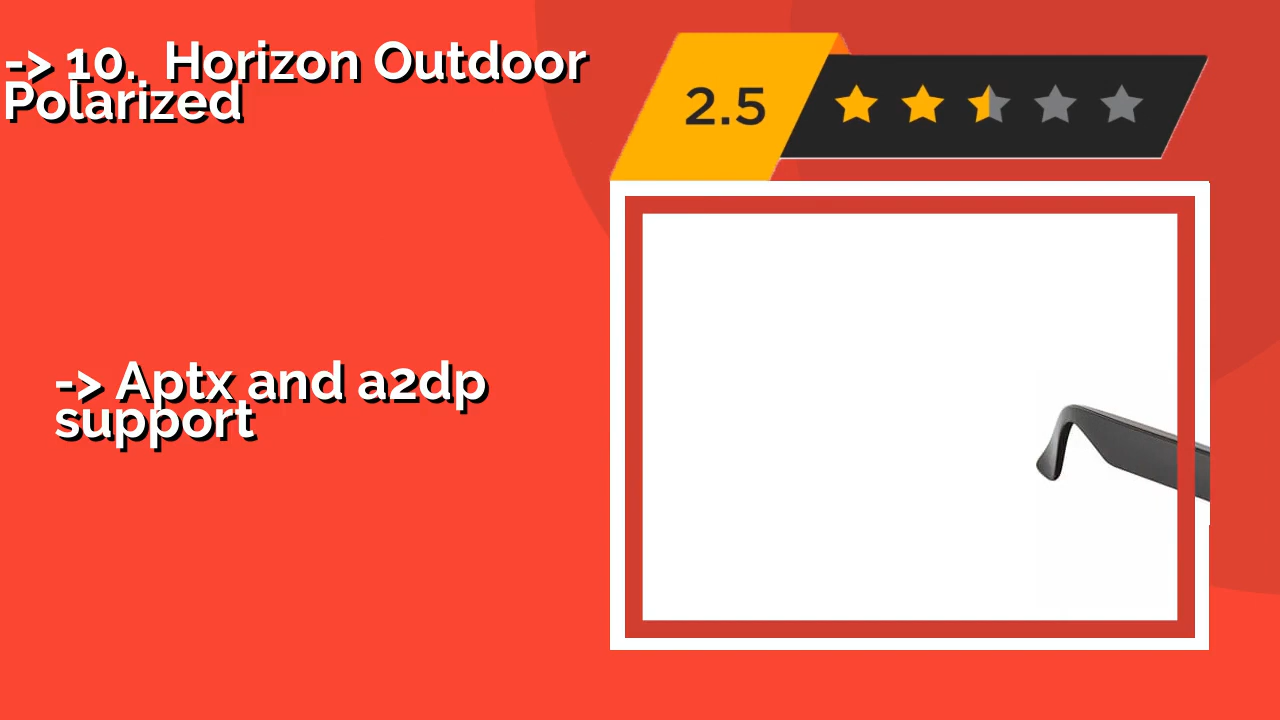 -> 10.  Horizon Outdoor
Polarized
2.5
-> Aptx and a2dp
support